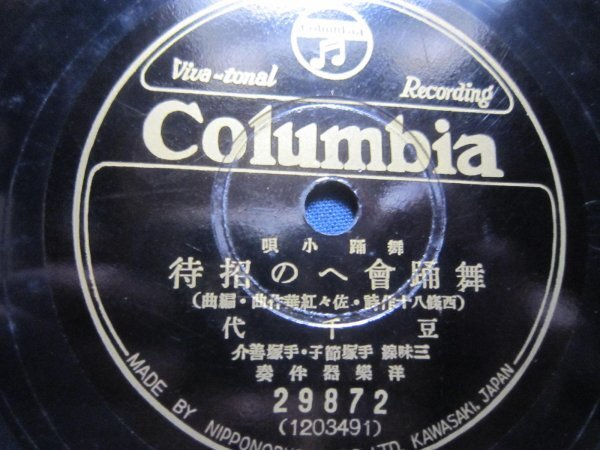 Columbia
Viva-tonal Recording
Columbia
舞踊小唄
舞踊會への招待
(西條八十作詩・佐々紅華作曲・編曲)
豆千代
三味線 手塚節子・手塚善介
洋樂器伴奏
29872
(1203491)
MADE BY LTD. KAWASAKI, JAPAN